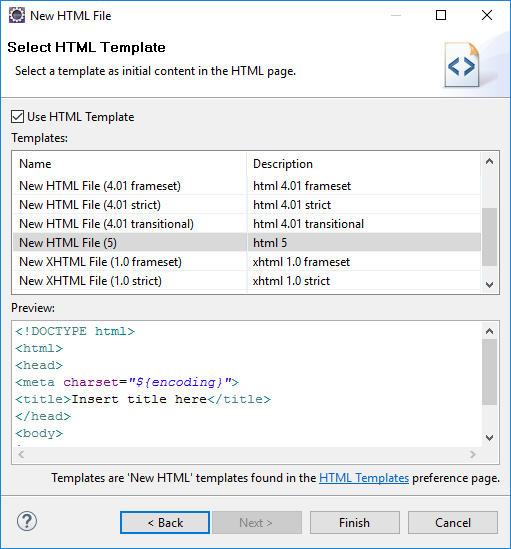 New HTML File
Select HTML Template
Select a template as initial content in the HTML page.
Use HTML Template
Templates:
Name Description
New HTML File (4.01 frameset) html 4.01 frameset
New HTML File (4.01 strict) html 4.01 strict
New HTML File (4.01 transitional) html 4.01 transitional
New HTML File (5) html 5
New XHTML File (1.0 frameset) xhtml 1.0 frameset
New XHTML File (1.0 strict) xhtml 1.0 strict
Preview:
<!DOCTYPE html>
<html>
<head>
<meta charset="${encoding}">
<title>Insert title here</title>
</head>
<body>
Templates are 'New HTML' templates found in the HTML Templates preference page.
? < Back Next > Finish Cancel